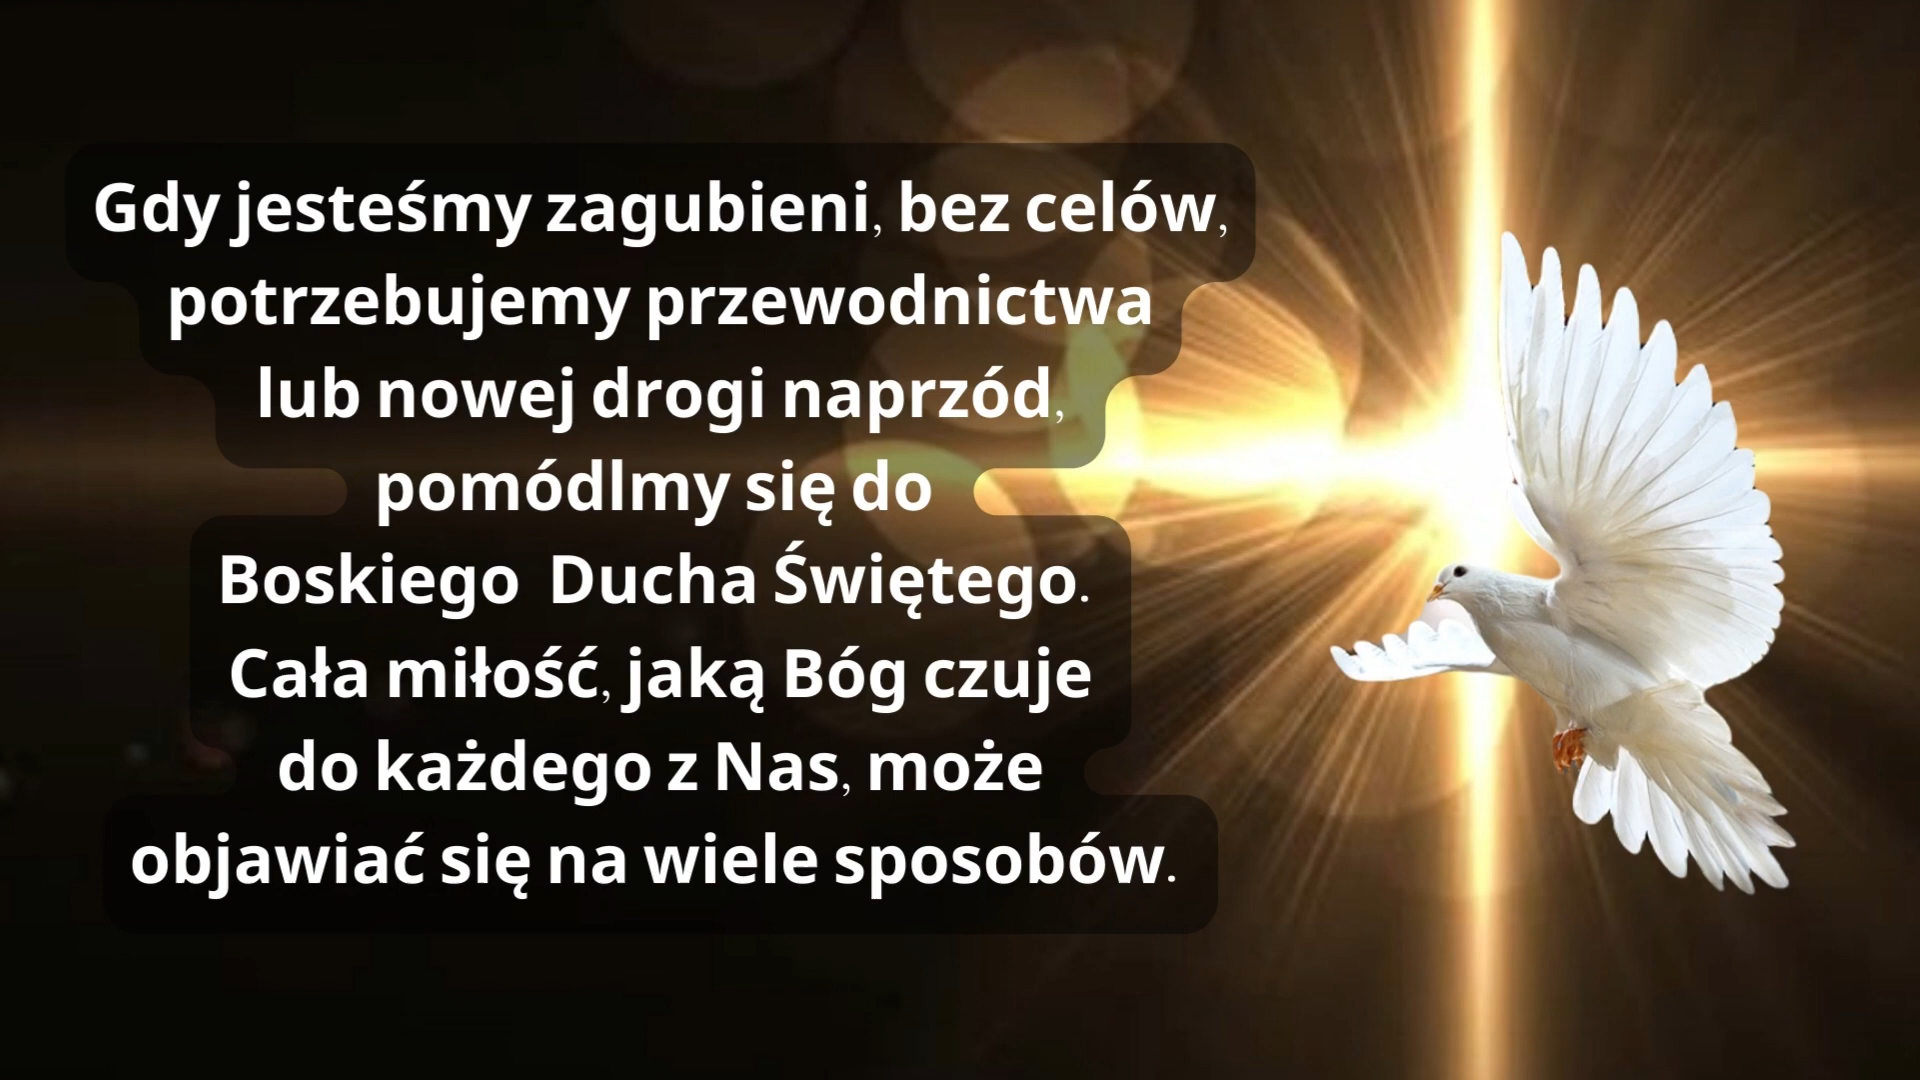 Gdy jesteśmy zagubieni, bez celów,
potrzebujemy przewodnictwa
lub nowej drogi naprzód,
pomódlmy się do
Boskiego  Ducha Świętego.
Cała miłość, jaką Bóg czuje
do każdego z Nas, może
objawiać się na wiele sposobów.